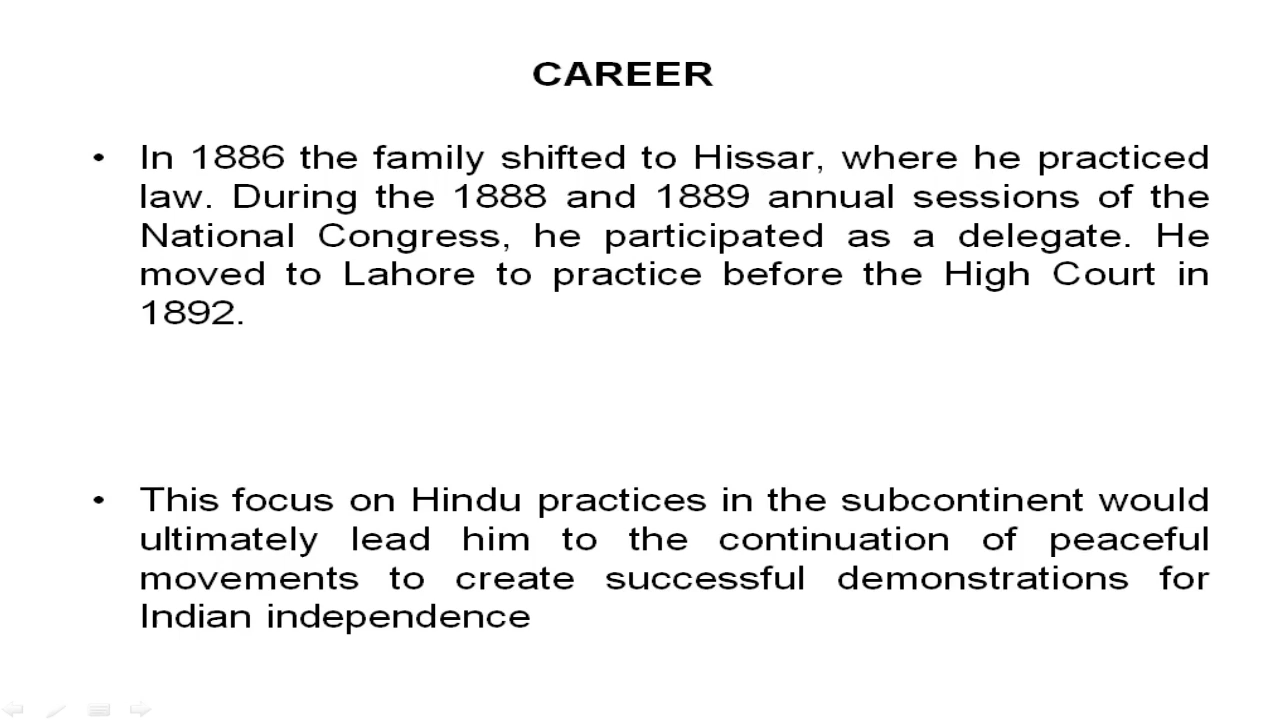 CAREER
• In 1886 the family shifted to Hissar, where he practiced
law. During the 1888 and 1889 annual sessions of the
National Congress, he participated as a delegate. He
moved to Lahore to practice before the High Court in
1892.
• This focus on Hindu practices in the subcontinent would
ultimately lead him to the continuation of peaceful
movements to create successful demonstrations for
Indian independence